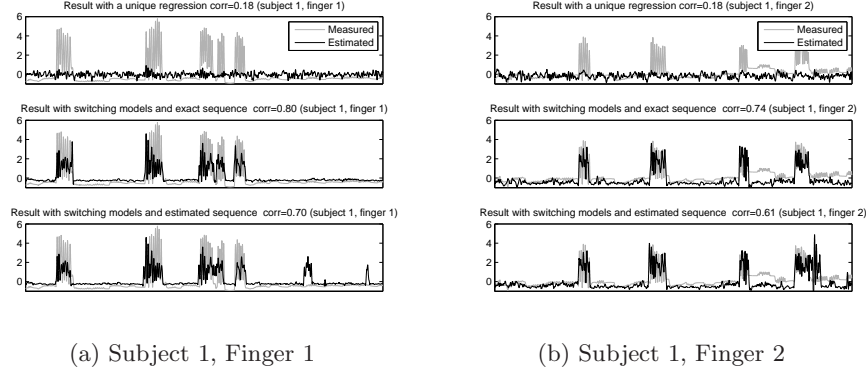 Result with a unique regression corr=0.18 (subject 1, finger 1)
6
4
2
0
Measured
Estimated
Result with switching models and exact sequence corr=0.80 (subject 1, finger 1)
6
4
2
0
Result with switching models and estimated sequence corr=0.70 (subject 1, finger 1)
6
4
2
0
(a) Subject 1, Finger 1
Result with a unique regression corr=0.18 (subject 1, finger 2)
6
4
2
0
Measured
Estimated
Result with switching models and exact sequence corr=0.74 (subject 1, finger 2)
6
4
2
0
Result with switching models and estimated sequence corr=0.61 (subject 1, finger 2)
6
4
2
0
(b) Subject 1, Finger 2